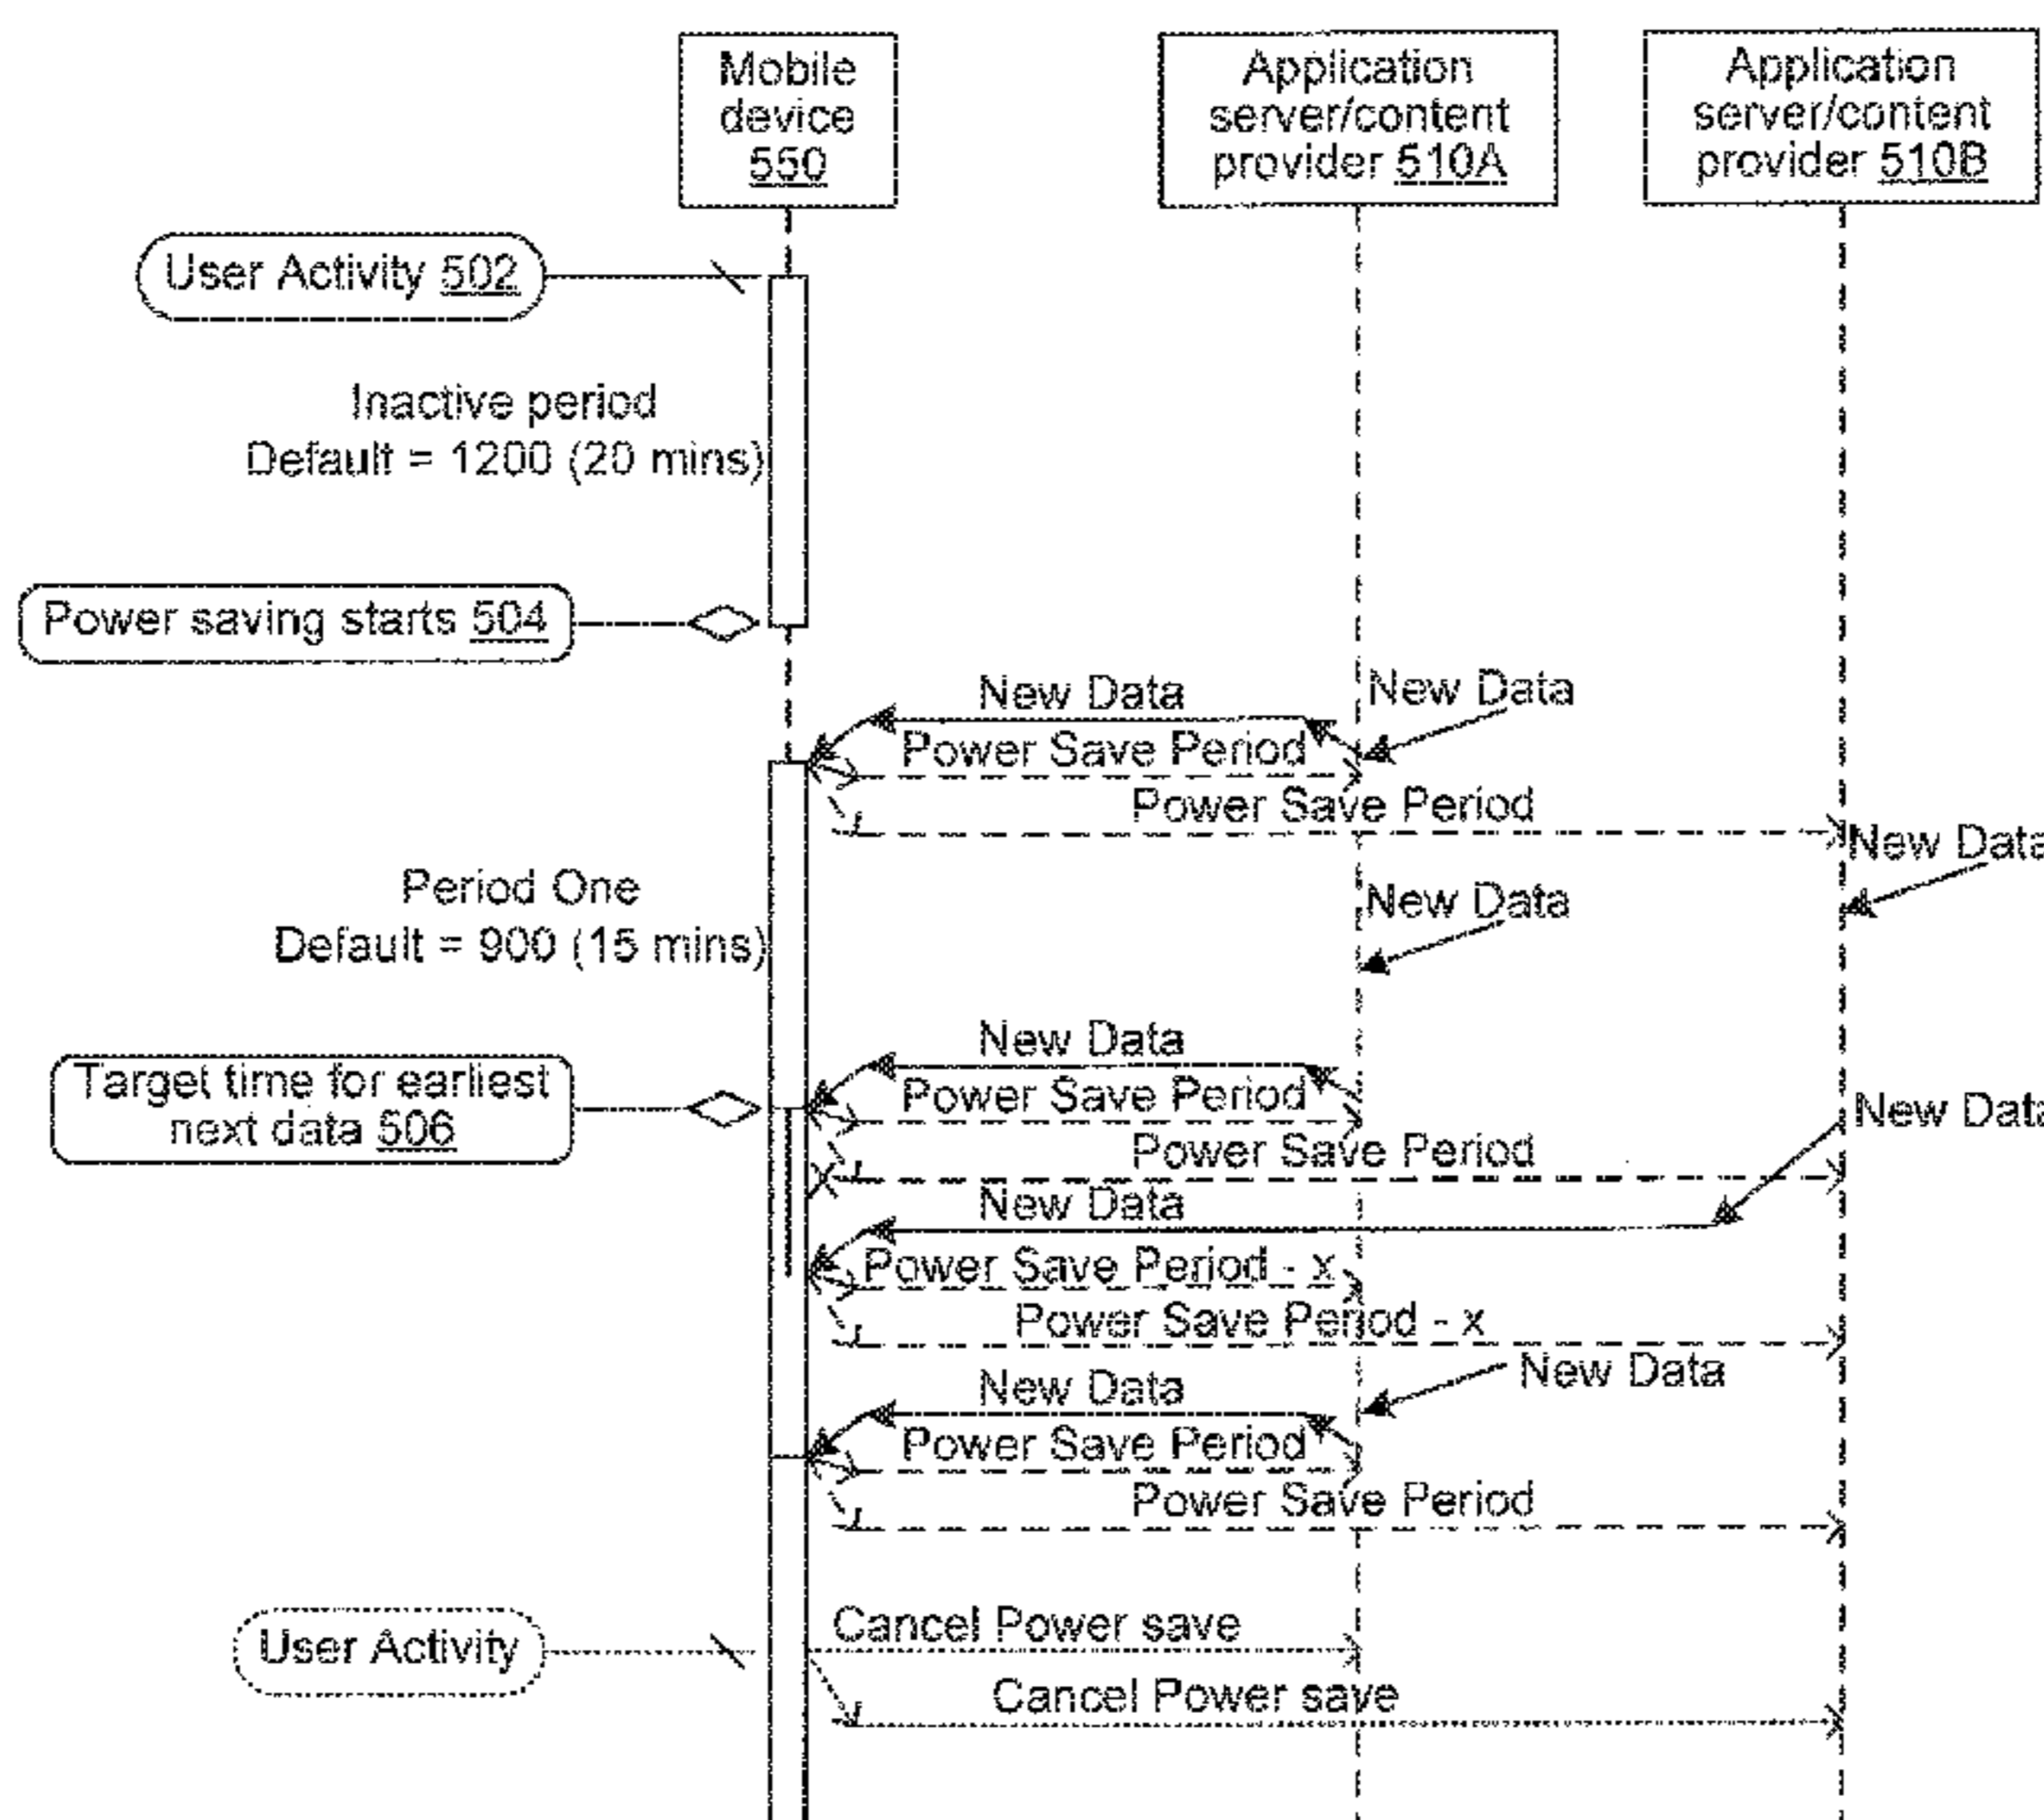 Mobile
device
550
Application
server/content
provider 510A
Application
server/content
provider 510B
User Activity 502
Inactive period
Default = 1200 (20 mins)
Power saving starts 504
New Data
New Data
Power Save Period
Power Save Period
New Data
Period One
Default = 900 (15 mins)
New Data
New Data
Target time for earliest
next data 506
Power Save Period
New Data
Power Save Period
New Data
Power Save Period - x
Power Save Period - x
New Data
New Data
Power Save Period
Power Save Period
User Activity
Cancel Power save
Cancel Power save